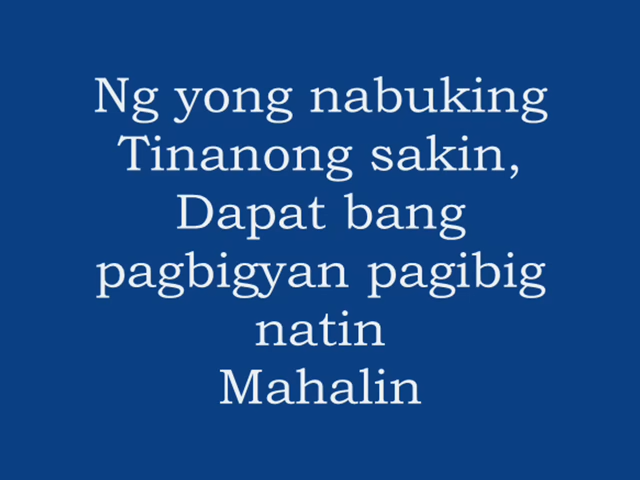 Ng yong nabuking
Tinanong sakin,
Dapat bang
pagbigyan pagibig
natin
Mahalin